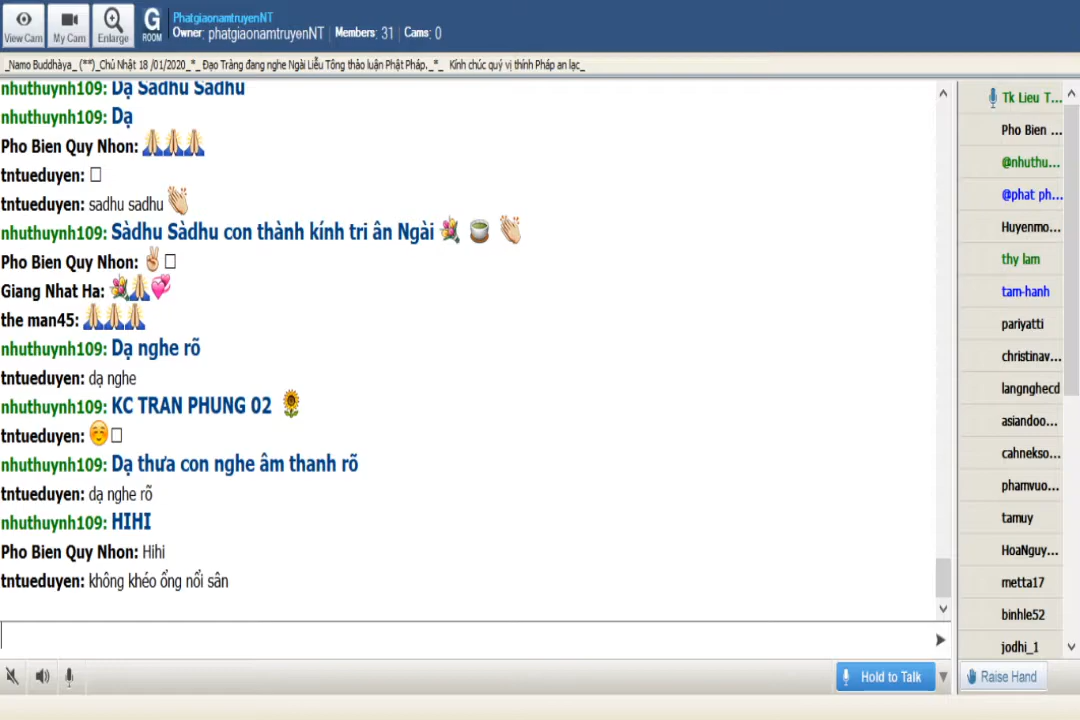 View Cam
My Cam
Enlarge
G ROOM
PhatgiaonamtruyenNT
Owner: phatgiaonamtruyenNT | Members: 31 | Cams: 0
_Namo Buddhàya_ (**)_Chủ Nhật 18 /01/2020_*_ Đạo Tràng đang nghe Ngài Liễu Tông thảo luận Phật Pháp._*_ Kính chúc quý vị thính Pháp an lạc_
nhuthuynh109: Dạ Sadhu Sadhu
nhuthuynh109: Dạ
Pho Bien Quy Nhon: 🙏🙏🙏
tntueduyen:
tntueduyen: sadhu sadhu 👏
nhuthuynh109: Sàdhu Sàdhu con thành kính tri ân Ngài 💐 🍵 👏
Pho Bien Quy Nhon: ✌
Giang Nhat Ha: 💐🙏💞
the man45: 🙏🙏🙏
nhuthuynh109: Dạ nghe rõ
tntueduyen: dạ nghe
nhuthuynh109: KC TRAN PHUNG 02 🌻
tntueduyen: ☺
nhuthuynh109: Dạ thưa con nghe âm thanh rõ
tntueduyen: dạ nghe rõ
nhuthuynh109: HIHI
Pho Bien Quy Nhon: Hihi
tntueduyen: không khéo ổng nổi sân
Tk Lieu T...
Pho Bien ...
@nhuthu...
@phat ph...
Huyenmo...
thy lam
tam-hanh
pariyatti
christinav...
langnghecd
asiandoo...
cahnekso...
phamvuo...
tamuy
HoaNguy...
metta17
binhle52
jodhi_1
Hold to Talk
Raise Hand